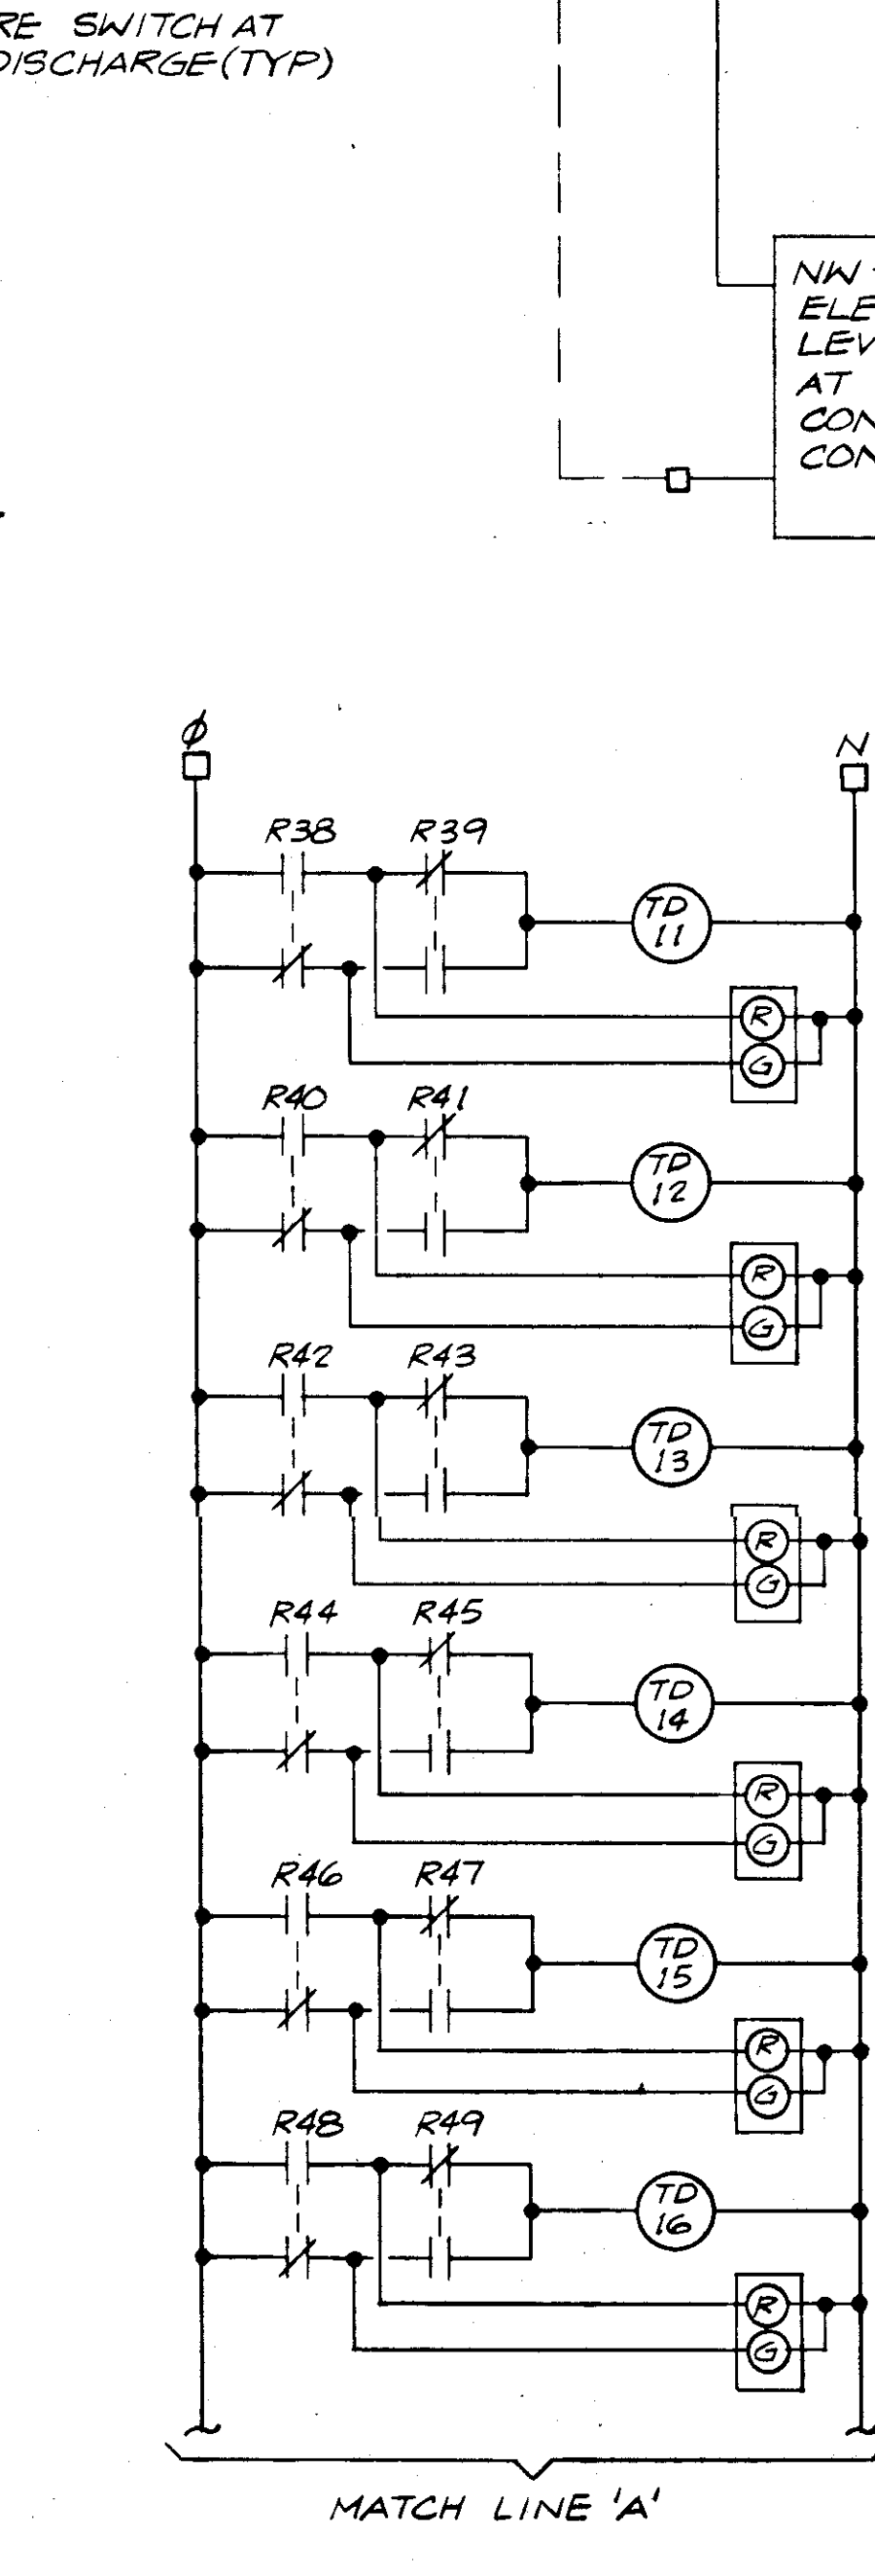 RE SWITCH AT
DISCHARGE (TYP)
NW
ELE
LEV
AT
CON
CON
Ø
N
R38 R39
TD
11
R
G
R40 R41
TD
12
R
G
R42 R43
TD
13
R
G
R44 R45
TD
14
R
G
R46 R47
TD
15
R
G
R48 R49
TD
16
R
G
MATCH LINE 'A'